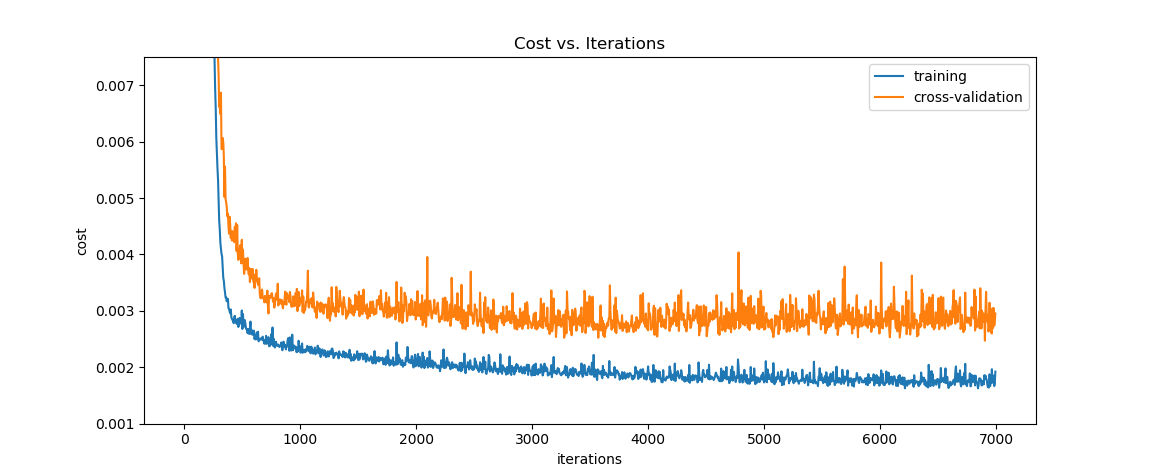 Cost vs. Iterations
training
cross-validation
0.007
0.006
0.005
0.004
0.003
0.002
0.001
cost
0 1000 2000 3000 4000 5000 6000 7000
iterations